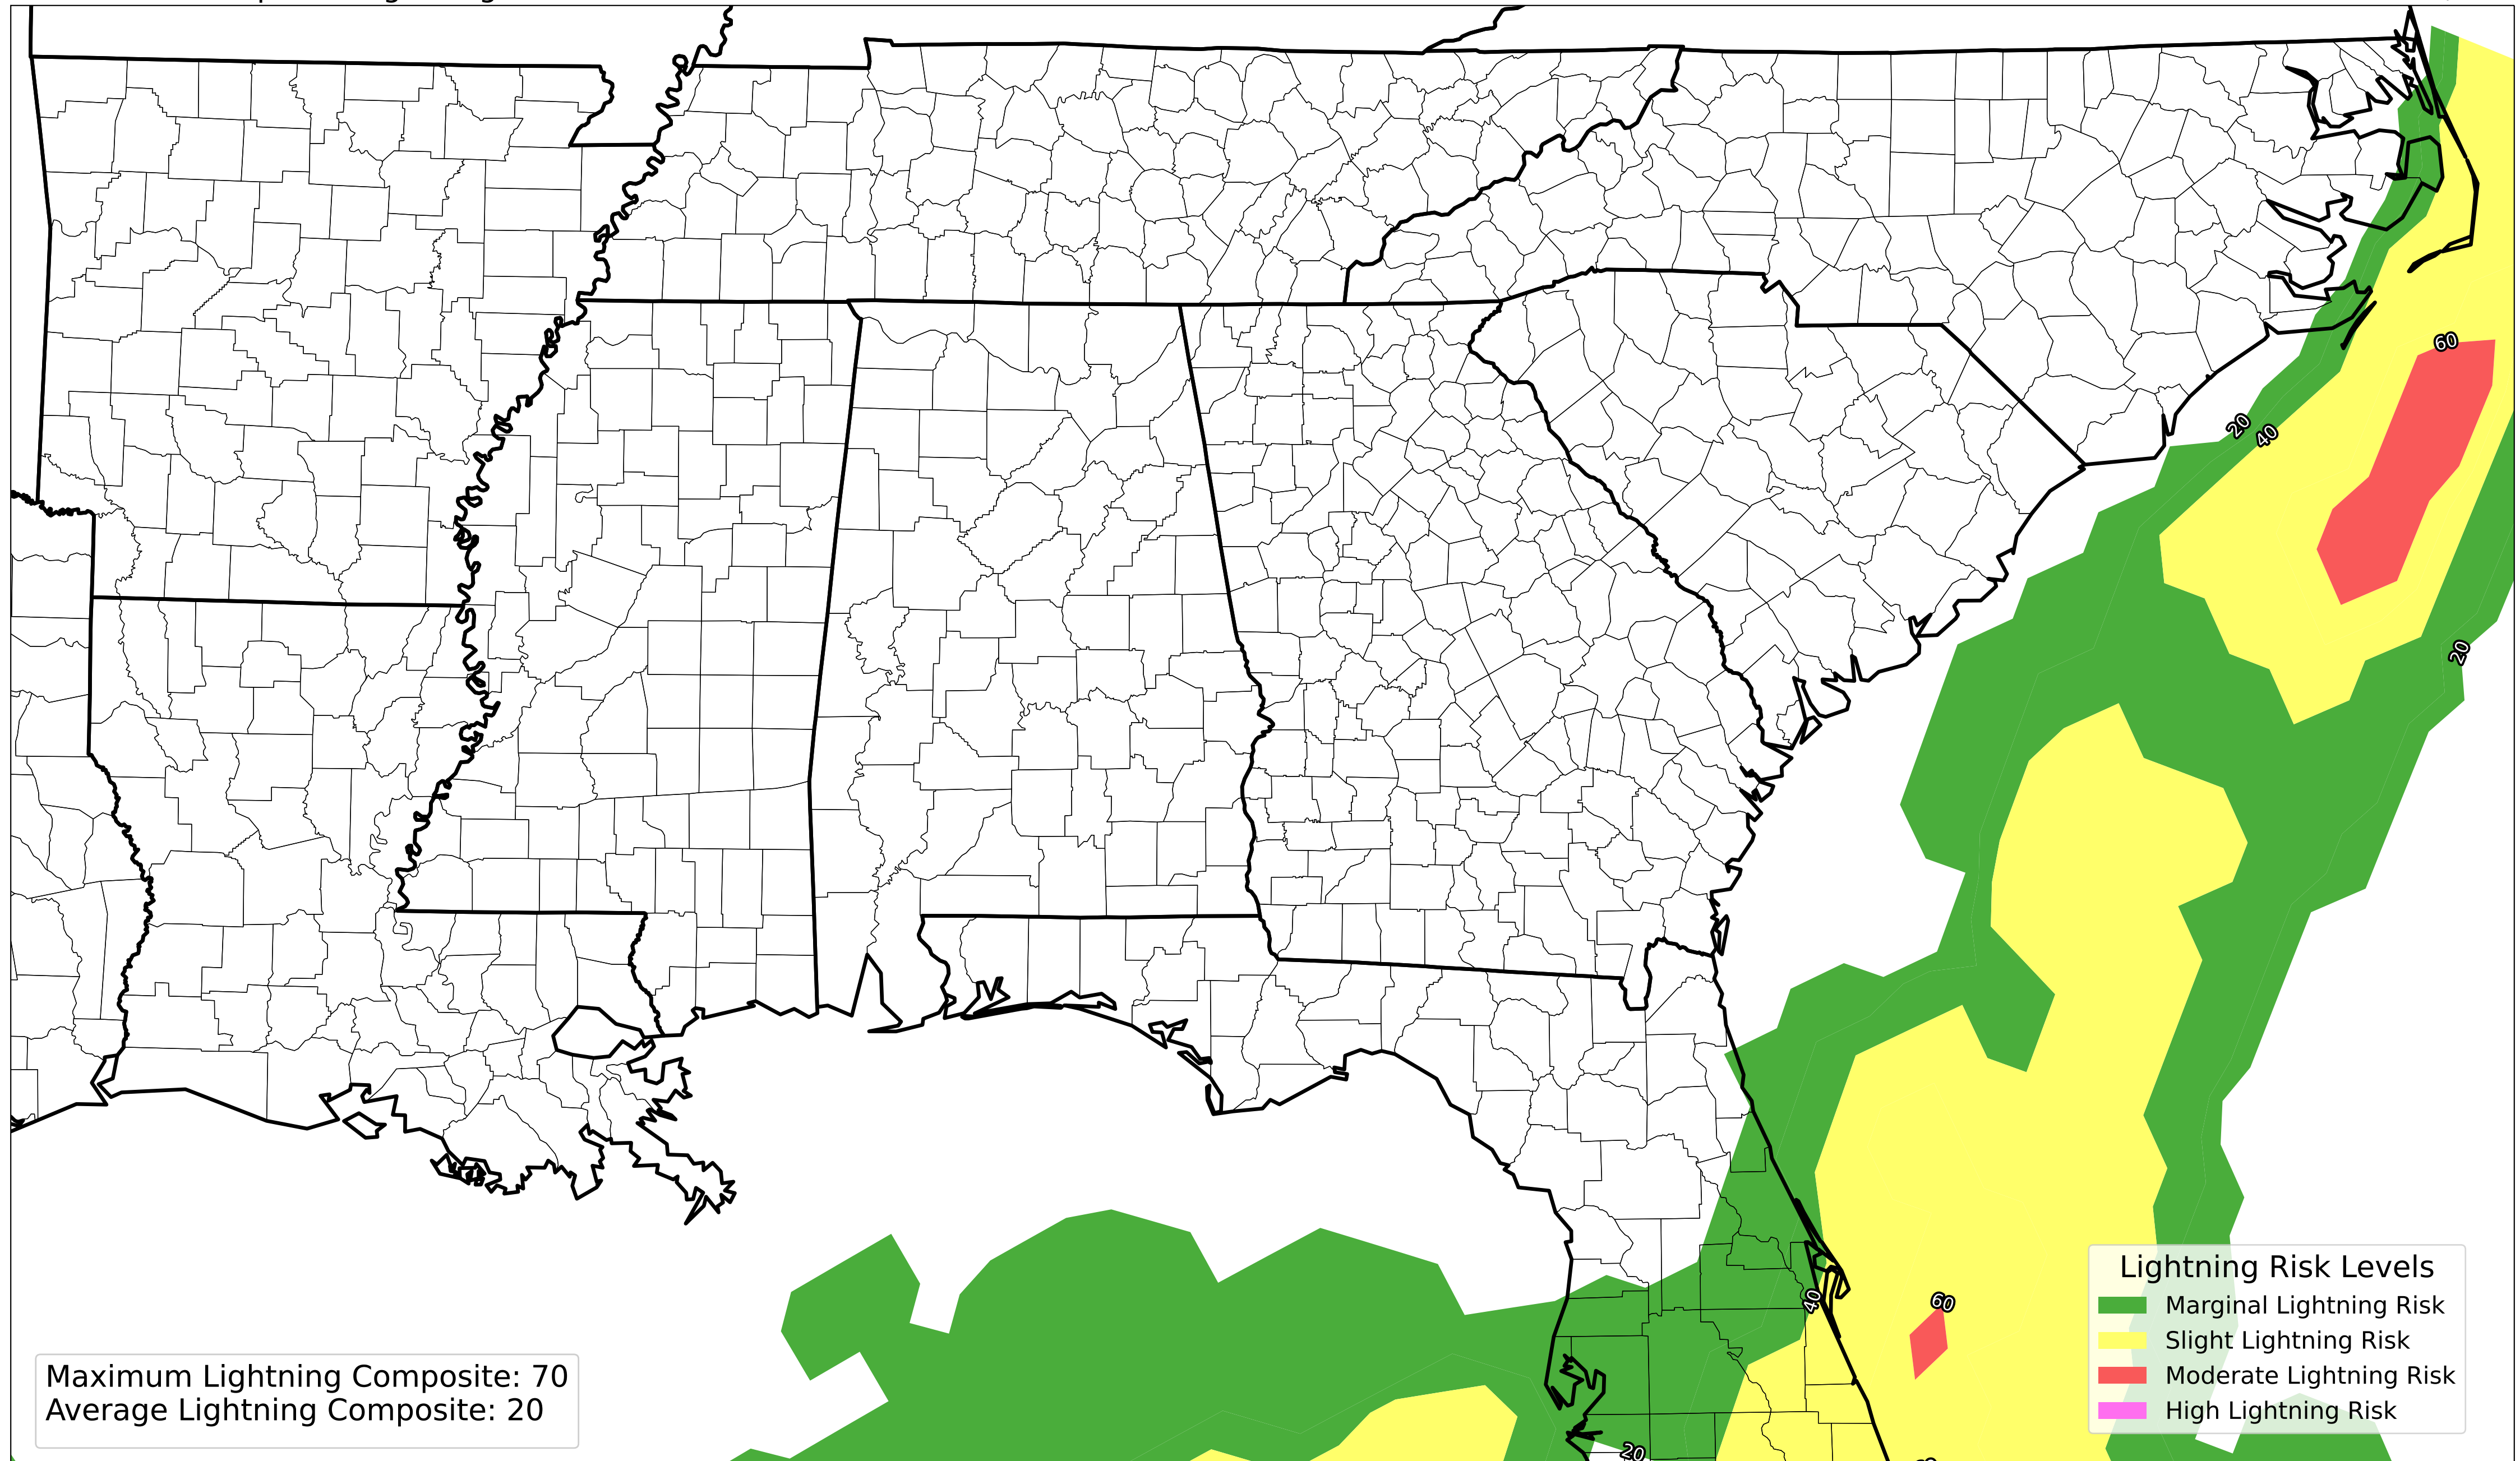 60
20
40
20
60
40
20
Lightning Risk Levels
Marginal Lightning Risk
Slight Lightning Risk
Moderate Lightning Risk
High Lightning Risk
Maximum Lightning Composite: 70
Average Lightning Composite: 20